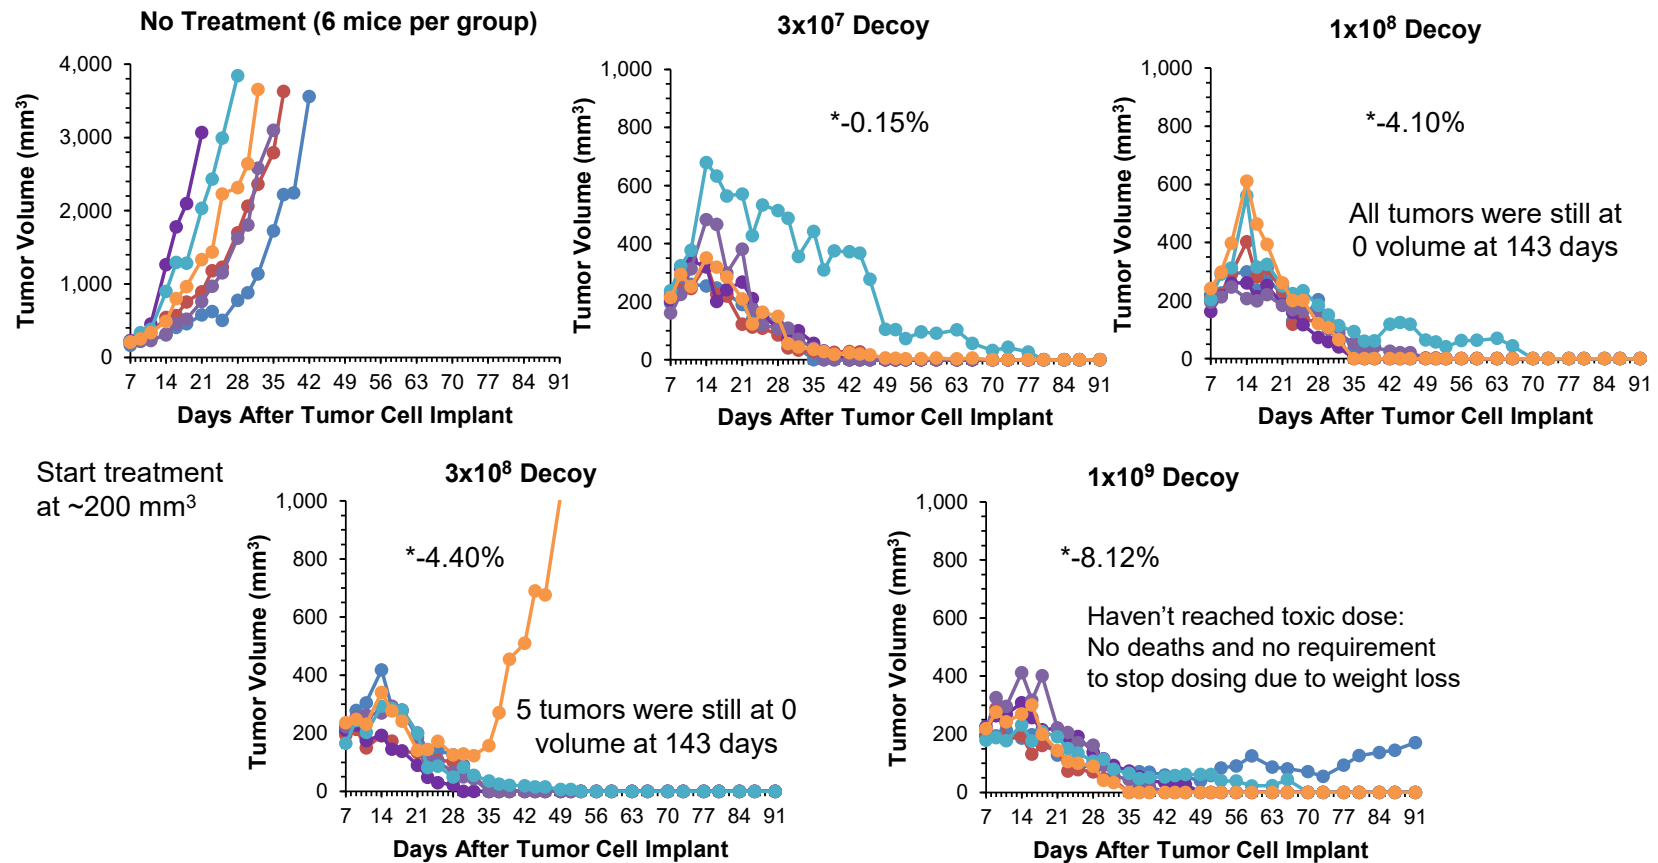 No Treatment (6 mice per group)
4,000
3,000
2,000
1,000
0
Tumor Volume (mm³)
7 14 21 28 35 42 49 56 63 70 77 84 91
Days After Tumor Cell Implant
3x10⁷ Decoy
1,000
800
600
400
200
0
Tumor Volume (mm³)
*-0.15%
7 14 21 28 35 42 49 56 63 70 77 84 91
Days After Tumor Cell Implant
1x10⁸ Decoy
1,000
800
600
400
200
0
Tumor Volume (mm³)
*-4.10%
All tumors were still at
0 volume at 143 days
7 14 21 28 35 42 49 56 63 70 77 84 91
Days After Tumor Cell Implant
Start treatment
at ~200 mm³
3x10⁸ Decoy
1,000
800
600
400
200
0
Tumor Volume (mm³)
*-4.40%
5 tumors were still at 0
volume at 143 days
7 14 21 28 35 42 49 56 63 70 77 84 91
Days After Tumor Cell Implant
1x10⁹ Decoy
1,000
800
600
400
200
0
Tumor Volume (mm³)
*-8.12%
Haven’t reached toxic dose:
No deaths and no requirement
to stop dosing due to weight loss
7 14 21 28 35 42 49 56 63 70 77 84 91
Days After Tumor Cell Implant